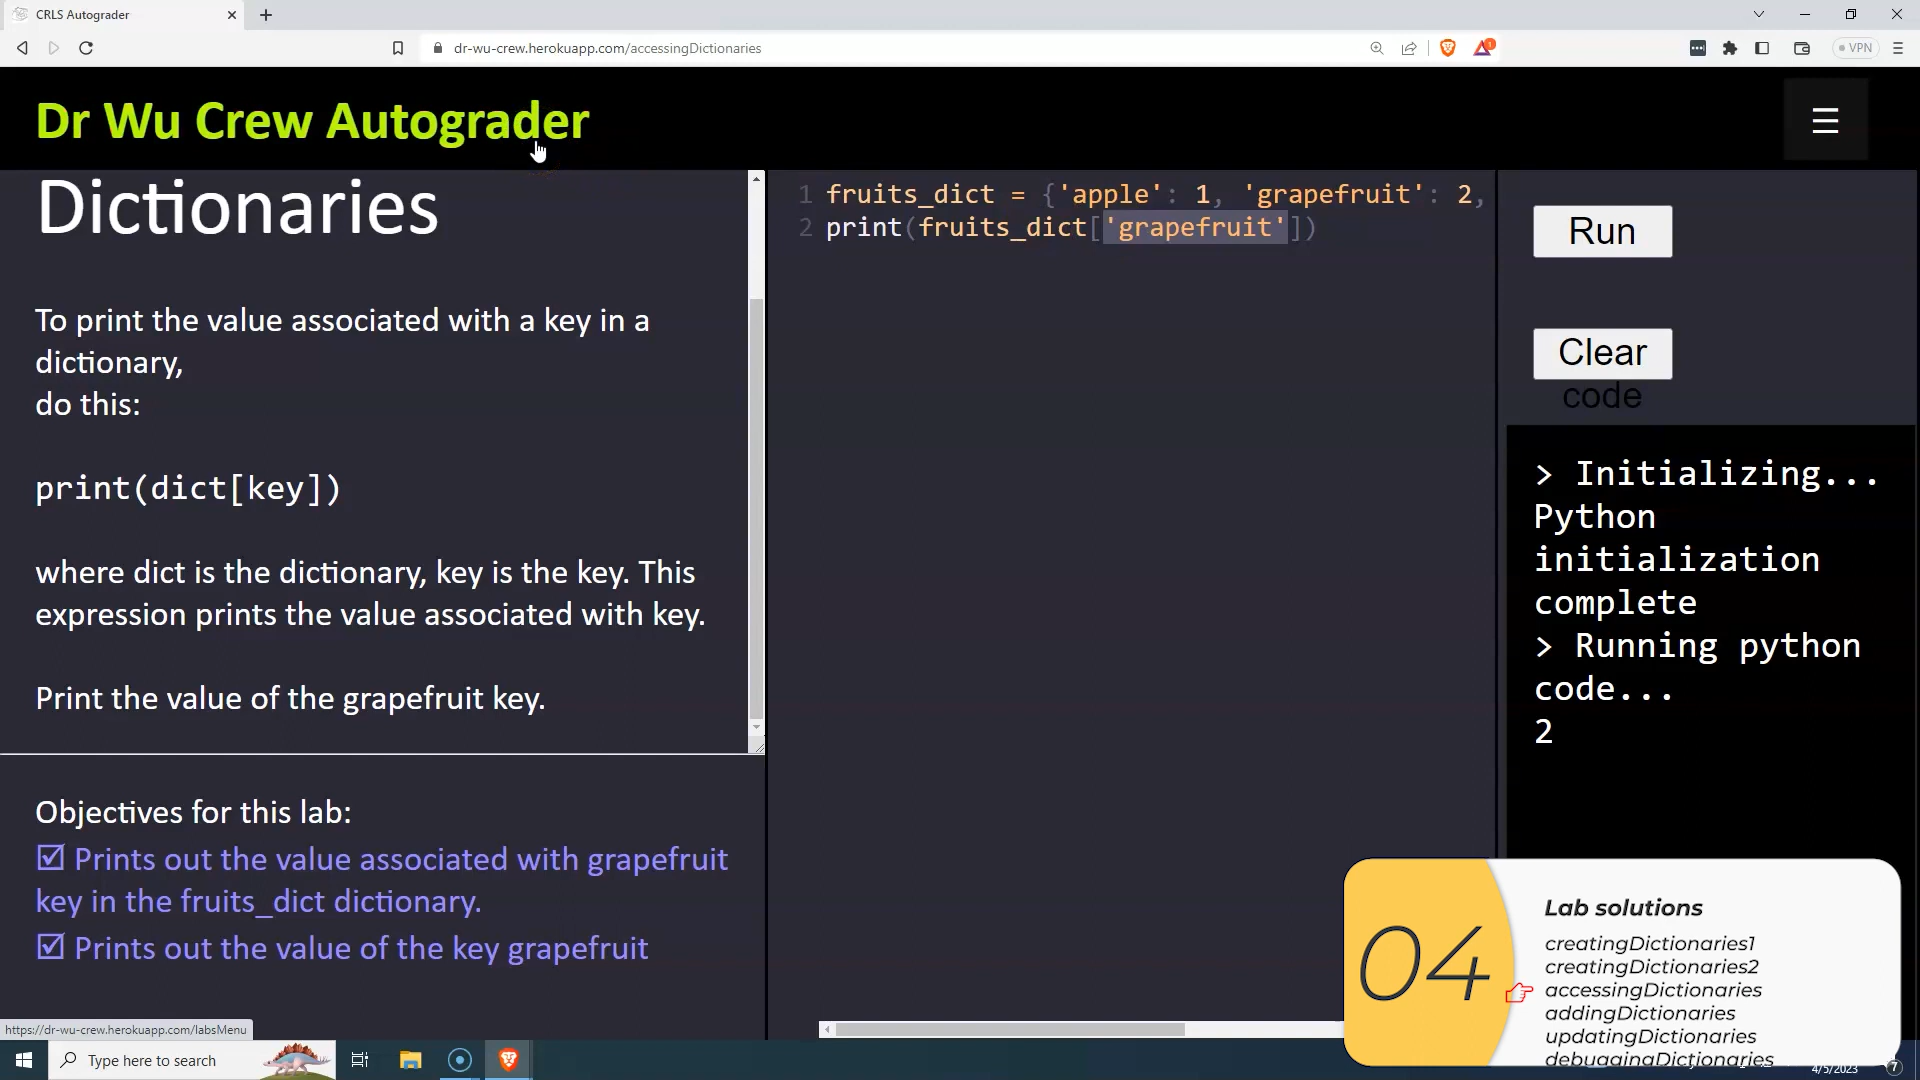 CRLS Autograder
dr-wu-crew.herokuapp.com/accessingDictionaries
VPN
Dr Wu Crew Autograder
Dictionaries
To print the value associated with a key in a
dictionary,
do this:
print(dict[key])
where dict is the dictionary, key is the key. This
expression prints the value associated with key.
Print the value of the grapefruit key.
Objectives for this lab:
Prints out the value associated with grapefruit
key in the fruits_dict dictionary.
Prints out the value of the key grapefruit
1 fruits_dict = {'apple': 1, 'grapefruit': 2,
2 print(fruits_dict['grapefruit'])
Run
Clear
code
> Initializing...
Python
initialization
complete
> Running python
code...
2
04
Lab solutions
creatingDictionaries1
creatingDictionaries2
accessingDictionaries
addingDictionaries
updatingDictionaries
debuggingDictionaries
https://dr-wu-crew.herokuapp.com/labsMenu
Type here to search
4/5/2023
7